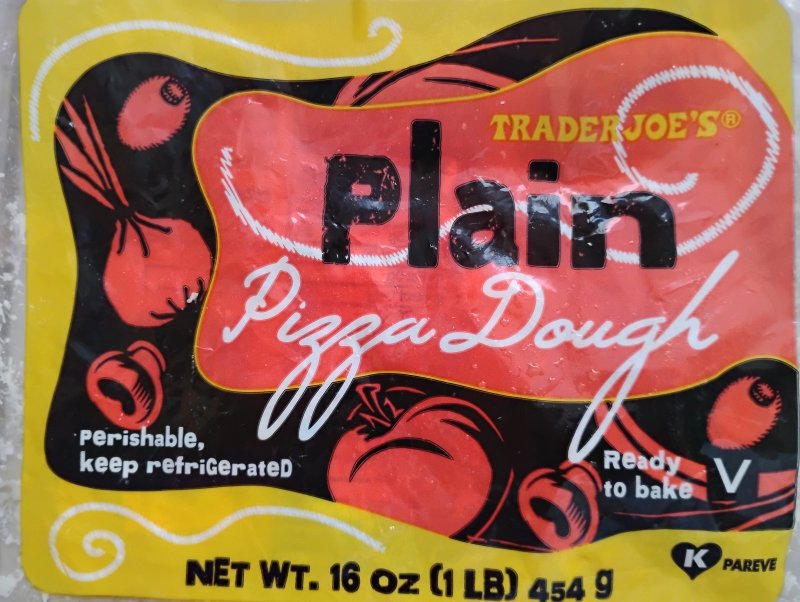 TRADER JOE'S®
Plain
Pizza Dough
perishable,
keep refrigerated
Ready
to bake
V
NET WT. 16 OZ (1 LB) 454 g
K PAREVE